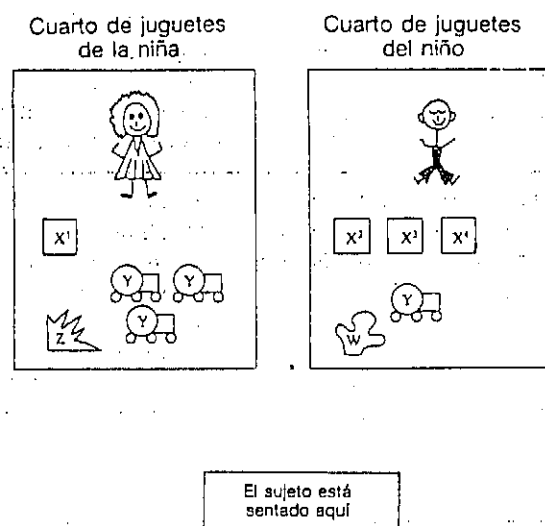 Cuarto de juguetes
de la niña
Cuarto de juguetes
del niño
X¹
Y Y
Y
Z
X³ X³ X⁴
Y
W
El sujeto está
sentado aquí